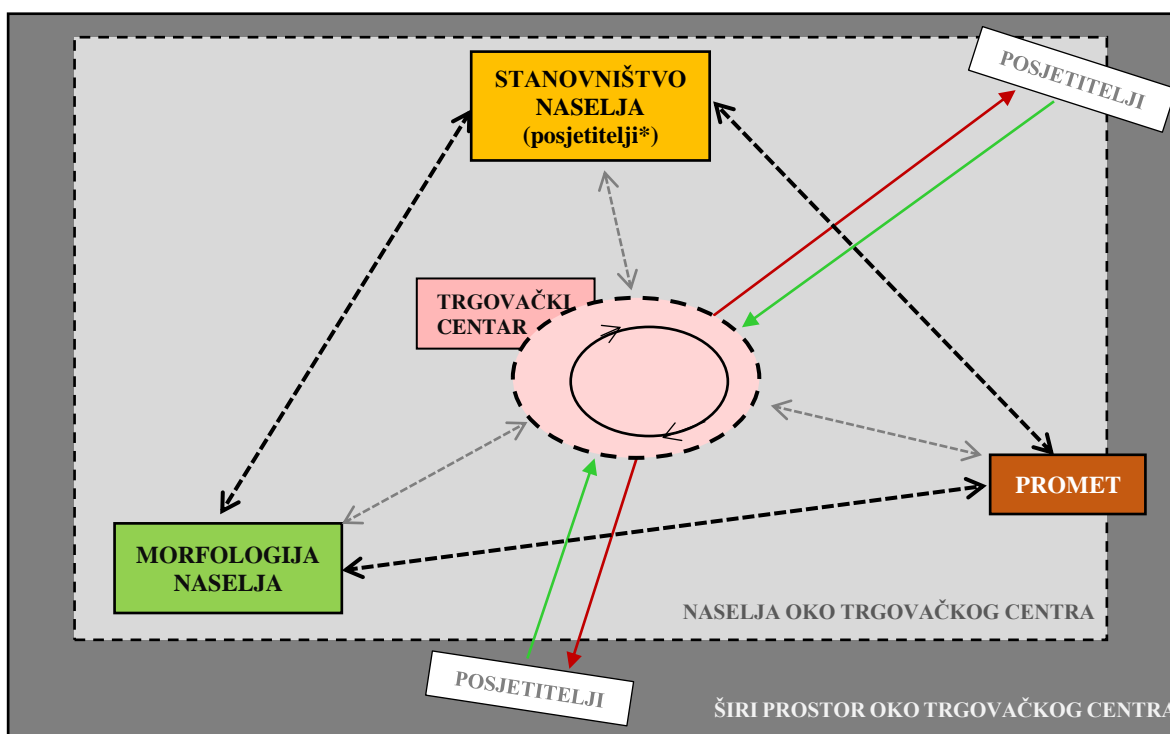 STANOVNIŠTVO
NASELJA
(posjetitelji*)
POSJETITELJI
TRGOVAČKI
CENTAR
PROMET
MORFOLOGIJA
NASELJA
NASELJA OKO TRGOVAČKOG CENTRA
POSJETITELJI
ŠIRI PROSTOR OKO TRGOVAČKOG CENTRA